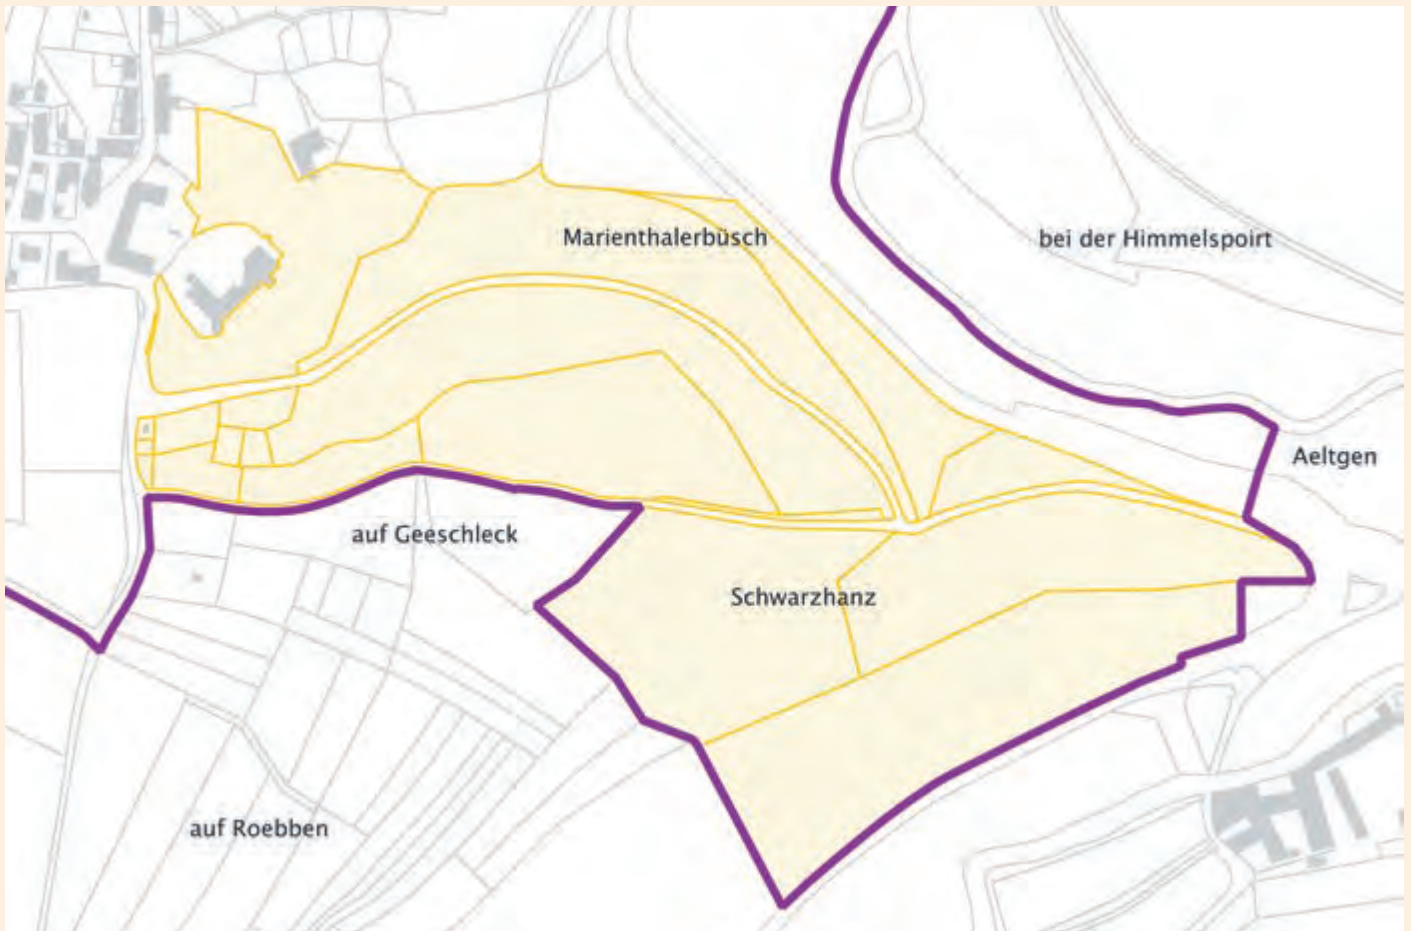 Marienthalerbüsch
bei der Himmelspoirt
Aeltgen
auf Geeschleck
Schwarzhanz
auf Roebben